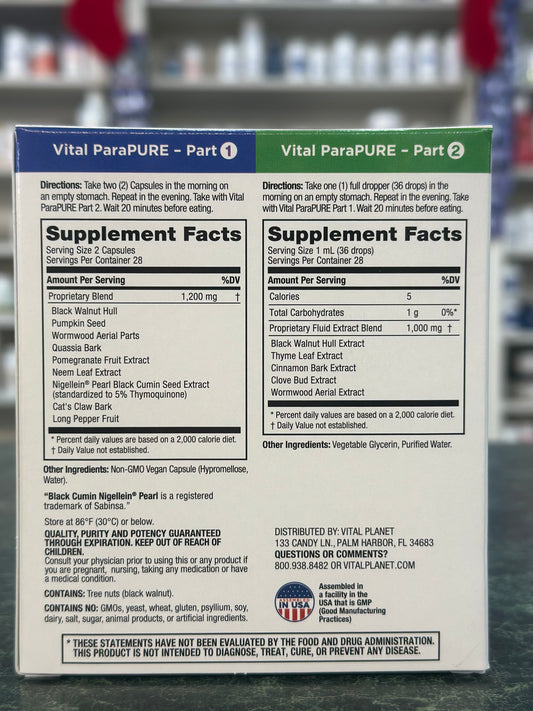 Vital ParaPURE – Part 1
Directions: Take two (2) Capsules in the morning on
an empty stomach. Repeat in the evening. Take with
Vital ParaPURE Part 2. Wait 20 minutes before eating.
Supplement Facts
Serving Size 2 Capsules
Servings Per Container 28
Amount Per Serving %DV
Proprietary Blend 1,200 mg †
Black Walnut Hull
Pumpkin Seed
Wormwood Aerial Parts
Quassia Bark
Pomegranate Fruit Extract
Neem Leaf Extract
Nigellein® Pearl Black Cumin Seed Extract
(standardized to 5% Thymoquinone)
Cat's Claw Bark
Long Pepper Fruit
* Percent daily values are based on a 2,000 calorie diet.
† Daily Value not established.
Other Ingredients: Non-GMO Vegan Capsule (Hypromellose,
Water).
"Black Cumin Nigellein® Pearl is a registered
trademark of Sabinsa."
Store at 86°F (30°C) or below.
QUALITY, PURITY AND POTENCY GUARANTEED
THROUGH EXPIRATION. KEEP OUT OF REACH OF
CHILDREN.
Consult your physician prior to using this or any product if
you are pregnant, nursing, taking any medication or have
a medical condition.
CONTAINS: Tree nuts (black walnut).
CONTAINS NO: GMOs, yeast, wheat, gluten, psyllium, soy,
dairy, salt, sugar, animal products, or artificial ingredients.
Vital ParaPURE – Part 2
Directions: Take one (1) full dropper (36 drops) in the
morning on an empty stomach. Repeat in the evening. Take
with Vital ParaPURE Part 1. Wait 20 minutes before eating.
Supplement Facts
Serving Size 1 mL (36 drops)
Servings Per Container 28
Amount Per Serving %DV
Calories 5
Total Carbohydrates 1 g 0%*
Proprietary Fluid Extract Blend 1,000 mg †
Black Walnut Hull Extract
Thyme Leaf Extract
Cinnamon Bark Extract
Clove Bud Extract
Wormwood Aerial Extract
* Percent daily values are based on a 2,000 calorie diet.
† Daily Value not established.
Other Ingredients: Vegetable Glycerin, Purified Water.
DISTRIBUTED BY: VITAL PLANET
133 CANDY LN., PALM HARBOR, FL 34683
QUESTIONS OR COMMENTS?
800.938.8482 OR VITALPLANET.COM
IN USA
Assembled in
a facility in the
USA that is GMP
(Good Manufacturing
Practices)
* THESE STATEMENTS HAVE NOT BEEN EVALUATED BY THE FOOD AND DRUG ADMINISTRATION.
THIS PRODUCT IS NOT INTENDED TO DIAGNOSE, TREAT, CURE, OR PREVENT ANY DISEASE.